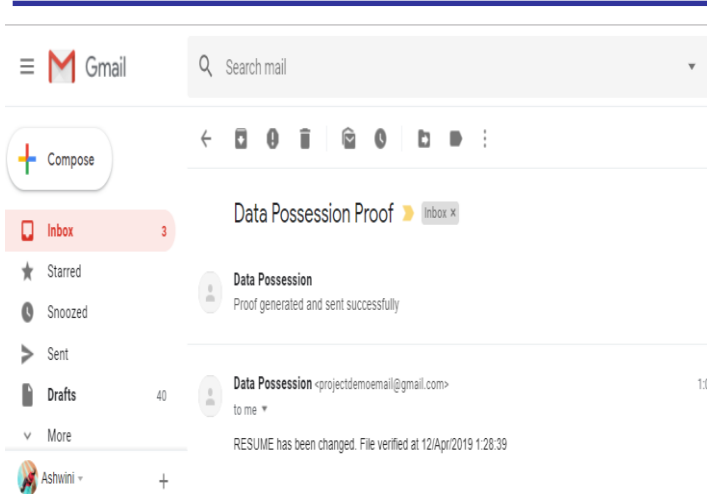 Gmail
Search mail
Compose
Data Possession Proof Inbox x
Inbox 3
Starred
Data Possession
Proof generated and sent successfully
Snoozed
Sent
Drafts 40
Data Possession <projectdemoemail@gmail.com>
to me
More
RESUME has been changed. File verified at 12/Apr/2019 1:28:39
Ashwini